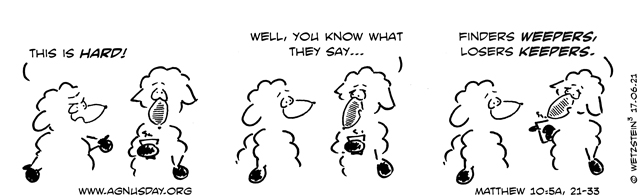 THIS IS HARD!
WELL, YOU KNOW WHAT
THEY SAY...
FINDERS WEEPERS,
LOSERS KEEPERS.
© WETZSTEIN³ 17.06.21
WWW.AGNUSDAY.ORG
MATTHEW 10:5A, 21-33